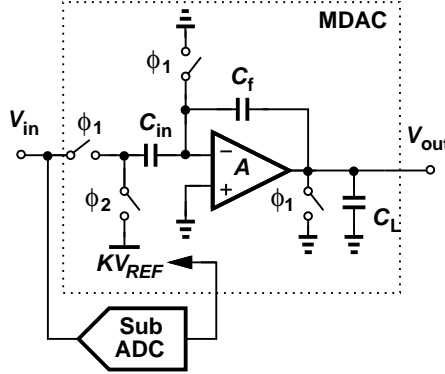 MDAC
ϕ1
Cf
Vin
ϕ1
Cin
Vout
− A
+
ϕ2
ϕ1
CL
KVREF
Sub
ADC